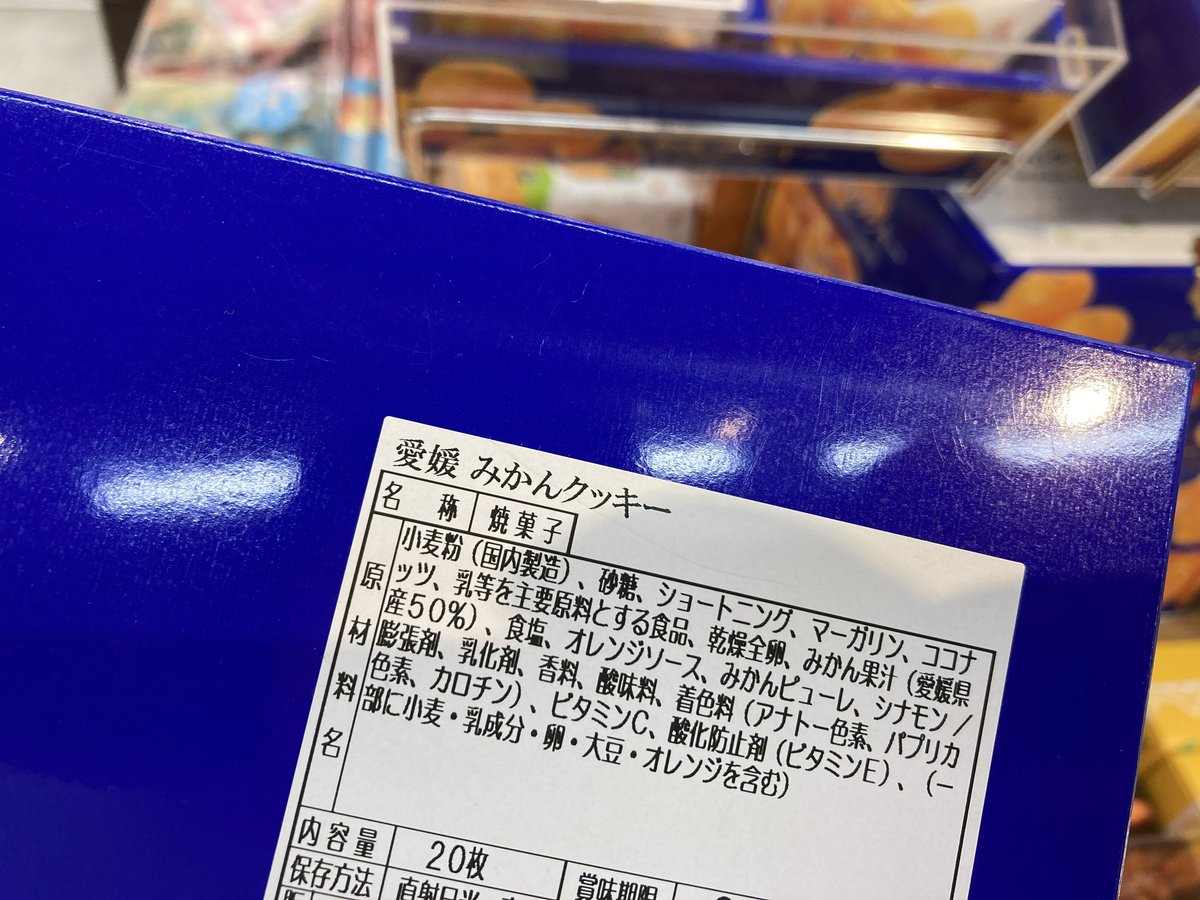 愛媛 みかんクッキー
名 称 焼菓子
原材料名
小麦粉（国内製造）、砂糖、ショートニング、マーガリン、ココナ
ッツ、乳等を主要原料とする食品、乾燥全卵、みかん果汁（愛媛県
産５０％）、食塩、オレンジソース、みかんピューレ、シナモン／
膨張剤、乳化剤、香料、酸味料、着色料（アナトー色素、パプリカ
色素、カロチン）、ビタミンC、酸化防止剤（ビタミンE）、（一
部に小麦・乳成分・卵・大豆・オレンジを含む）
内容量 20枚 賞味期限
保存方法 直射日光